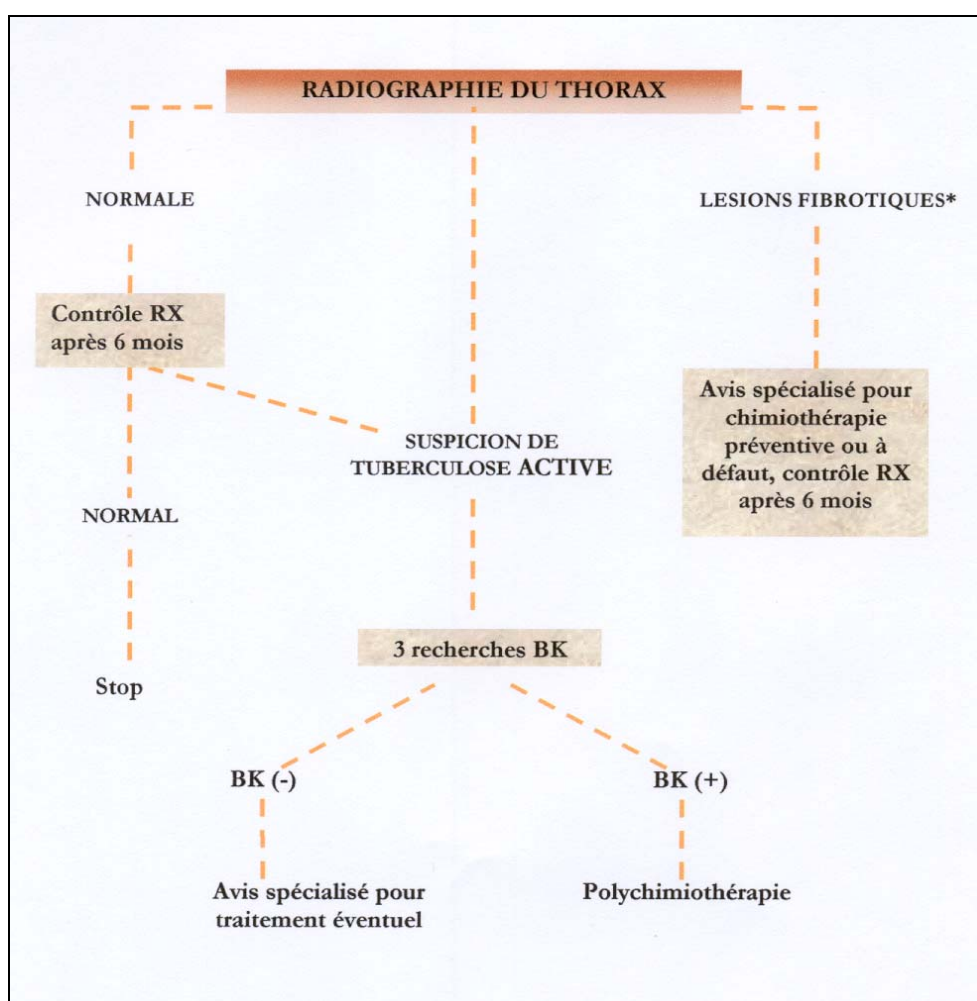 RADIOGRAPHIE DU THORAX
NORMALE
LESIONS FIBROTIQUES*
Contrôle RX
après 6 mois
Avis spécialisé pour
chimiothérapie
préventive ou à
défaut, contrôle RX
après 6 mois
SUSPICION DE
TUBERCULOSE ACTIVE
NORMAL
3 recherches BK
Stop
BK (-)
BK (+)
Avis spécialisé pour
traitement éventuel
Polychimiothérapie